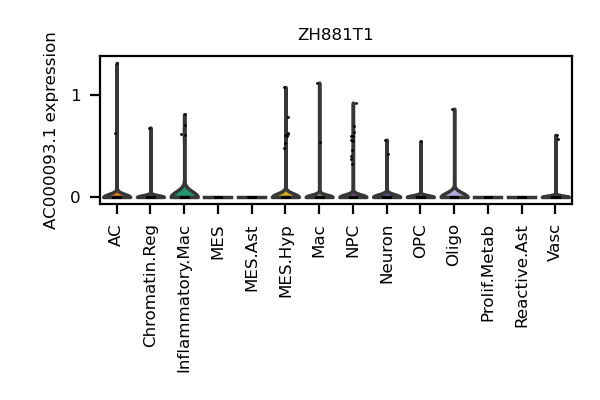 ZH881T1
AC000093.1 expression
1
0
AC
Chromatin.Reg
Inflammatory.Mac
MES
MES.Ast
MES.Hyp
Mac
NPC
Neuron
OPC
Oligo
Prolif.Metab
Reactive.Ast
Vasc